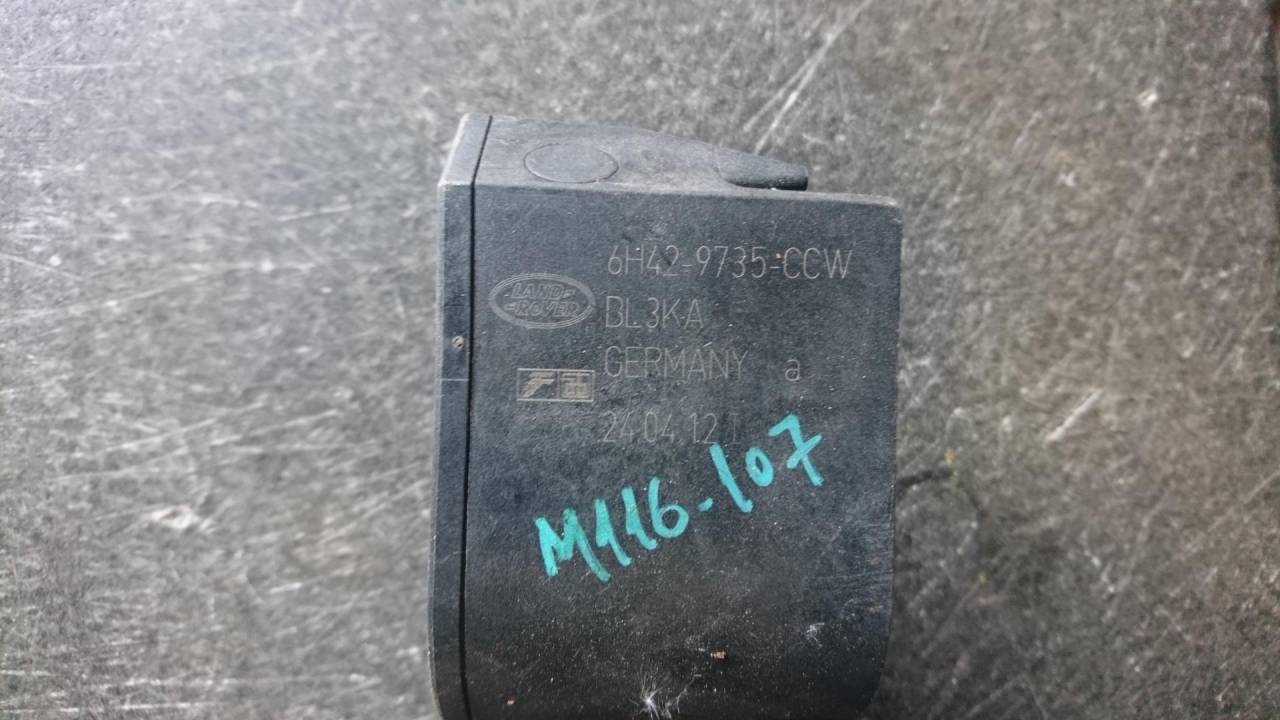 6H42-9735-CCW
LAND-
-ROVER
BL3KA
GERMANY a
24.04.12 I
M116-107